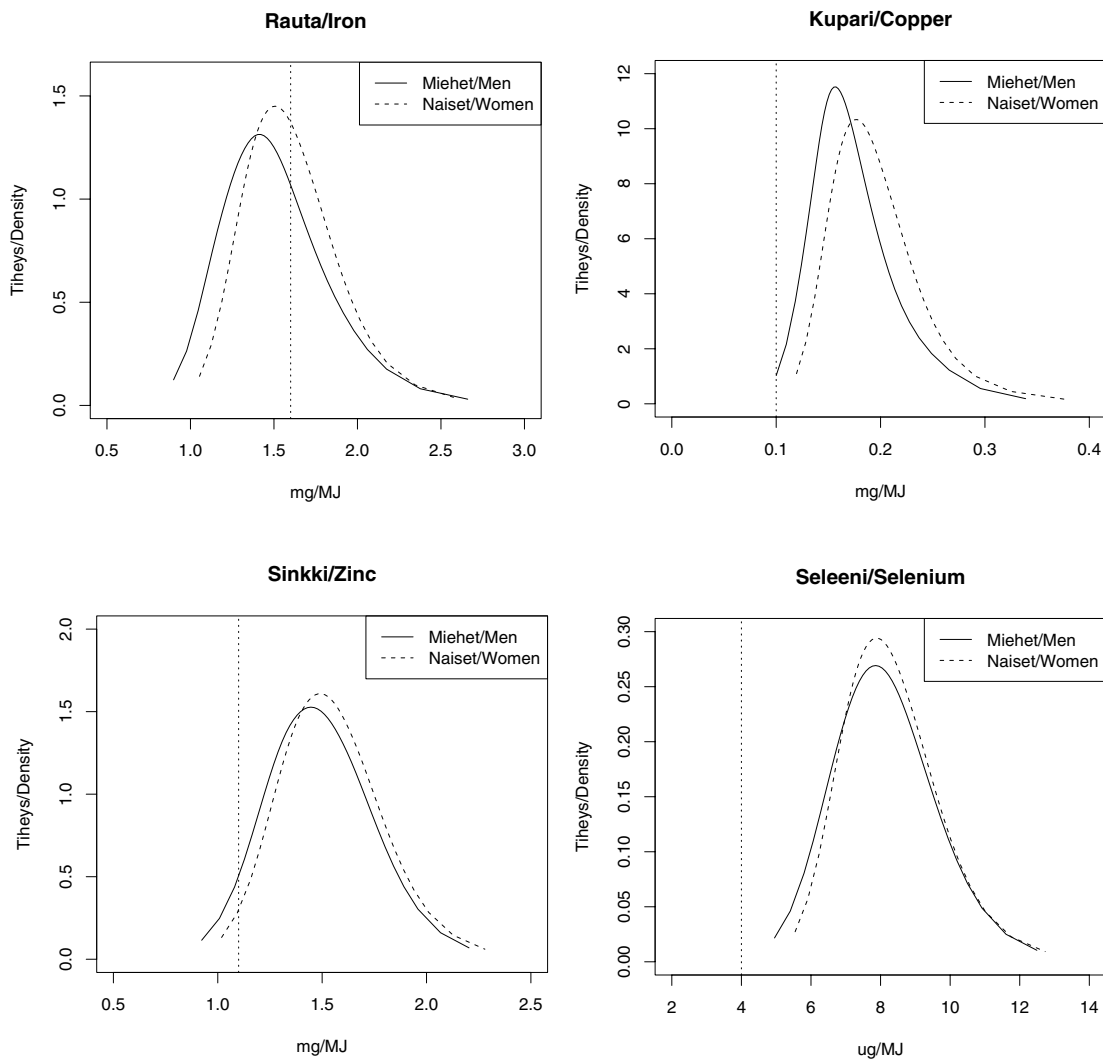 Rauta/Iron
Miehet/Men
Naiset/Women
Tiheys/Density
0.0
0.5
1.0
1.5
0.5
1.0
1.5
2.0
2.5
3.0
mg/MJ
Kupari/Copper
Miehet/Men
Naiset/Women
Tiheys/Density
0
2
4
6
8
10
12
0.0
0.1
0.2
0.3
0.4
mg/MJ
Sinkki/Zinc
Miehet/Men
Naiset/Women
Tiheys/Density
0.0
0.5
1.0
1.5
2.0
0.5
1.0
1.5
2.0
2.5
mg/MJ
Seleeni/Selenium
Miehet/Men
Naiset/Women
Tiheys/Density
0.00
0.05
0.10
0.15
0.20
0.25
0.30
2
4
6
8
10
12
14
ug/MJ